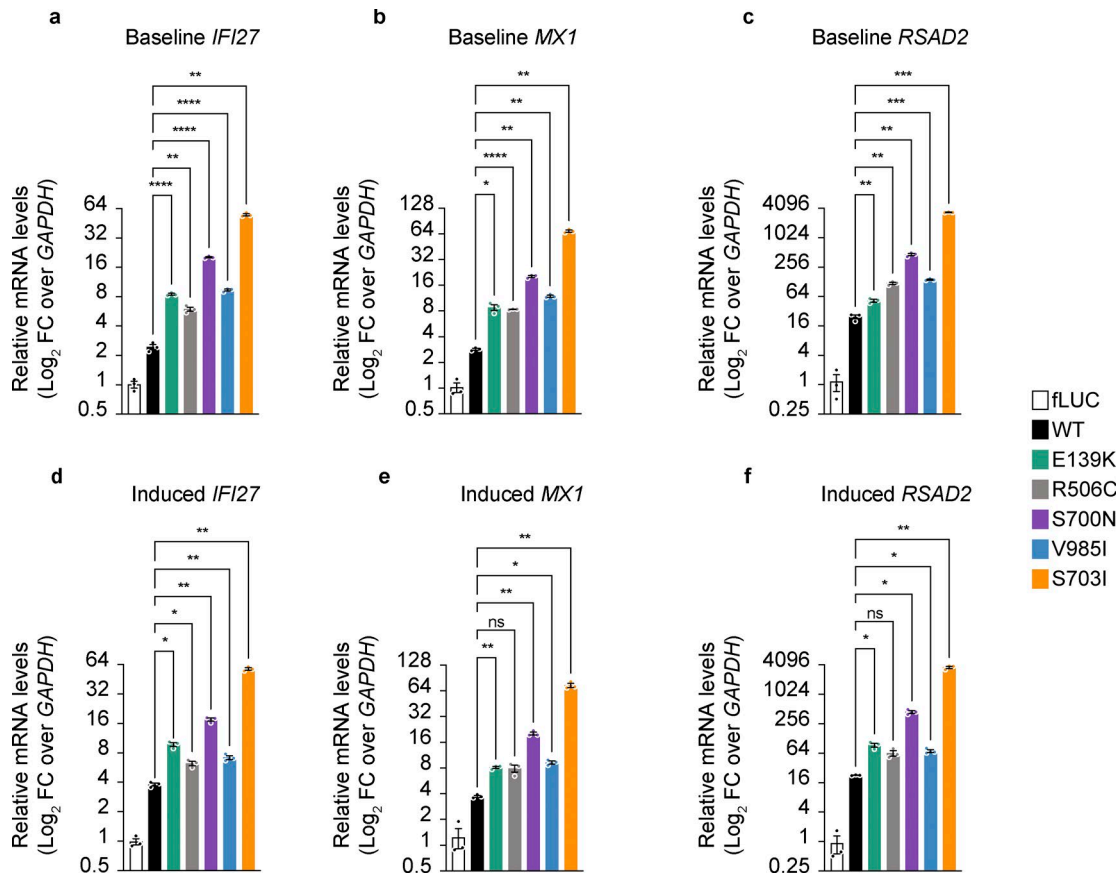 a
Baseline IFI27
**
****
****
**
****
Relative mRNA levels
(Log₂ FC over GAPDH)
64
32
16
8
4
2
1
0.5
b
Baseline MX1
**
**
**
****
*
Relative mRNA levels
(Log₂ FC over GAPDH)
128
64
32
16
8
4
2
1
0.5
c
Baseline RSAD2
***
***
**
**
**
Relative mRNA levels
(Log₂ FC over GAPDH)
4096
1024
256
64
16
4
1
0.25
fLUC
WT
E139K
R506C
S700N
V985I
S703I
d
Induced IFI27
**
**
**
*
*
Relative mRNA levels
(Log₂ FC over GAPDH)
64
32
16
8
4
2
1
0.5
e
Induced MX1
**
*
**
ns
**
Relative mRNA levels
(Log₂ FC over GAPDH)
128
64
32
16
8
4
2
1
0.5
f
Induced RSAD2
**
*
*
ns
*
Relative mRNA levels
(Log₂ FC over GAPDH)
4096
1024
256
64
16
4
1
0.25